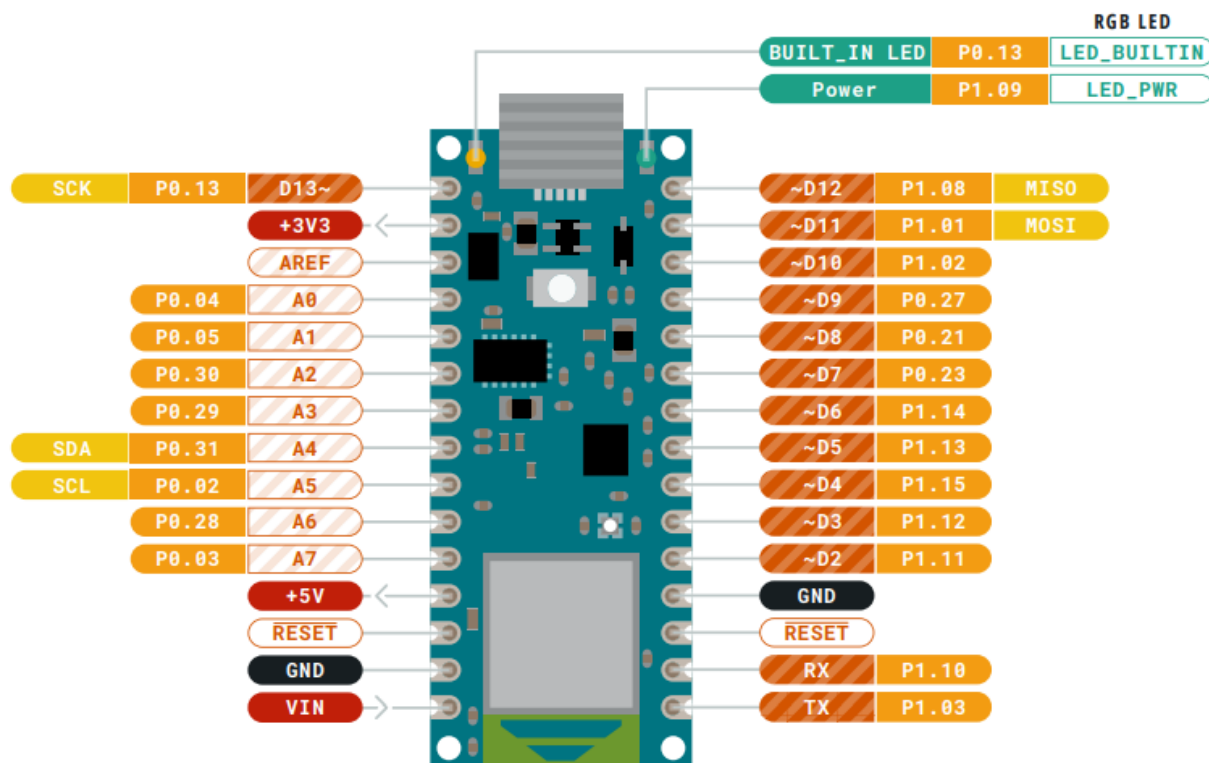 RGB LED
BUILT_IN LED P0.13 LED_BUILTIN
Power P1.09 LED_PWR
SCK P0.13 D13~
+3V3
AREF
P0.04 A0
P0.05 A1
P0.30 A2
P0.29 A3
SDA P0.31 A4
SCL P0.02 A5
P0.28 A6
P0.03 A7
+5V
RESET
GND
VIN
~D12 P1.08 MISO
~D11 P1.01 MOSI
~D10 P1.02
~D9 P0.27
~D8 P0.21
~D7 P0.23
~D6 P1.14
~D5 P1.13
~D4 P1.15
~D3 P1.12
~D2 P1.11
GND
RESET
RX P1.10
TX P1.03